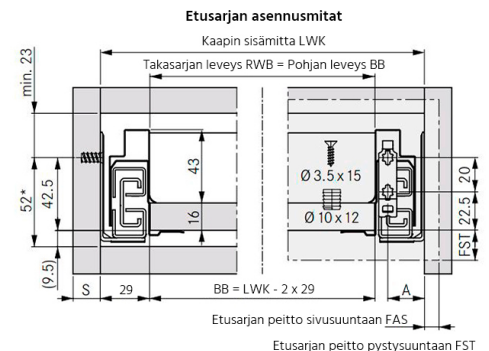 Etusarjan asennusmitat
Kaapin sisämitta LWK
Takasarjan leveys RWB = Pohjan leveys BB
min. 23
52*
42.5
(9.5)
43
16
Ø 3.5 x 15
Ø 10 x 12
20
22.5
FST
S
29
BB = LWK - 2 x 29
A
Etusarjan peitto sivusuuntaan FAS
Etusarjan peitto pystysuuntaan FST